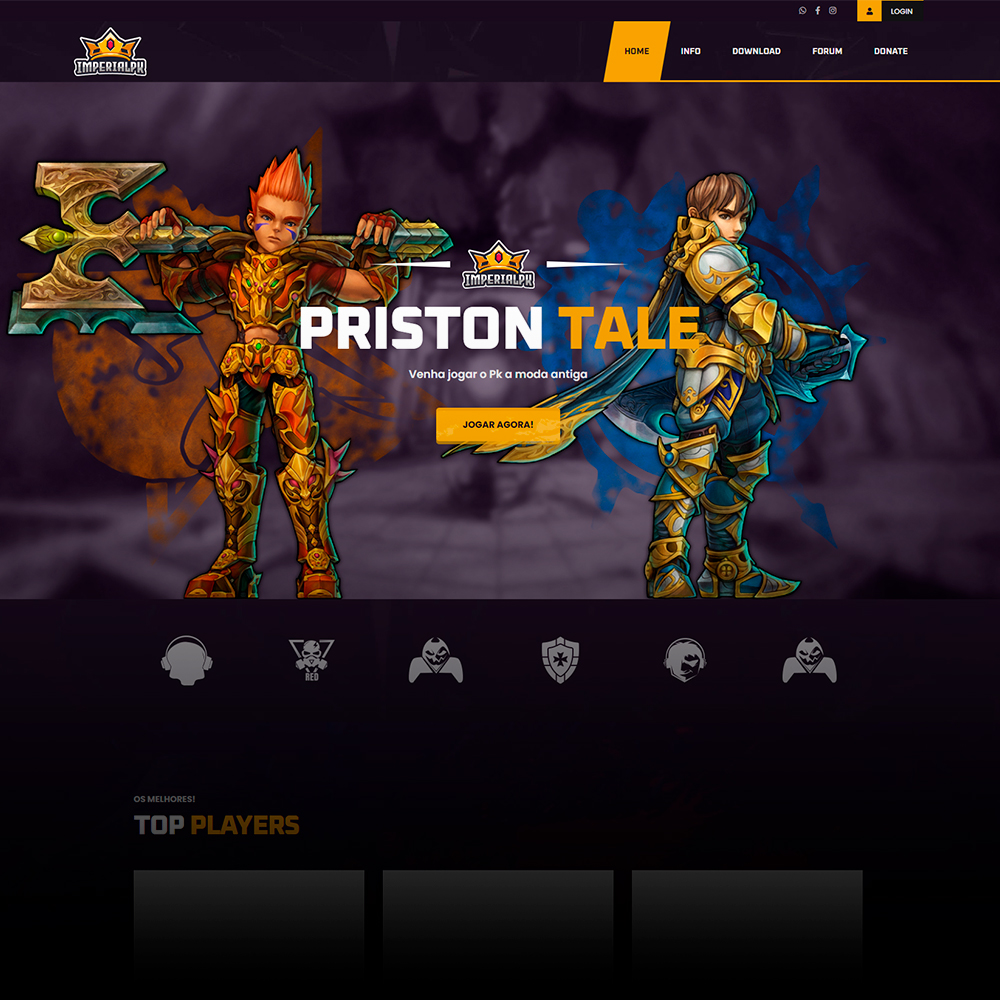 LOGIN
IMPERIALPK
HOME
INFO
DOWNLOAD
FORUM
DONATE
IMPERIALPK
PRISTON TALE
Venha jogar o Pk a moda antiga
JOGAR AGORA!
RED
OS MELHORES!
TOP PLAYERS